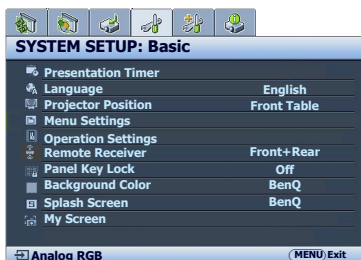 SYSTEM SETUP: Basic
Presentation Timer
Language English
Projector Position Front Table
Menu Settings
Operation Settings
Remote Receiver Front+Rear
Panel Key Lock Off
Background Color BenQ
Splash Screen BenQ
My Screen
Analog RGB MENU Exit